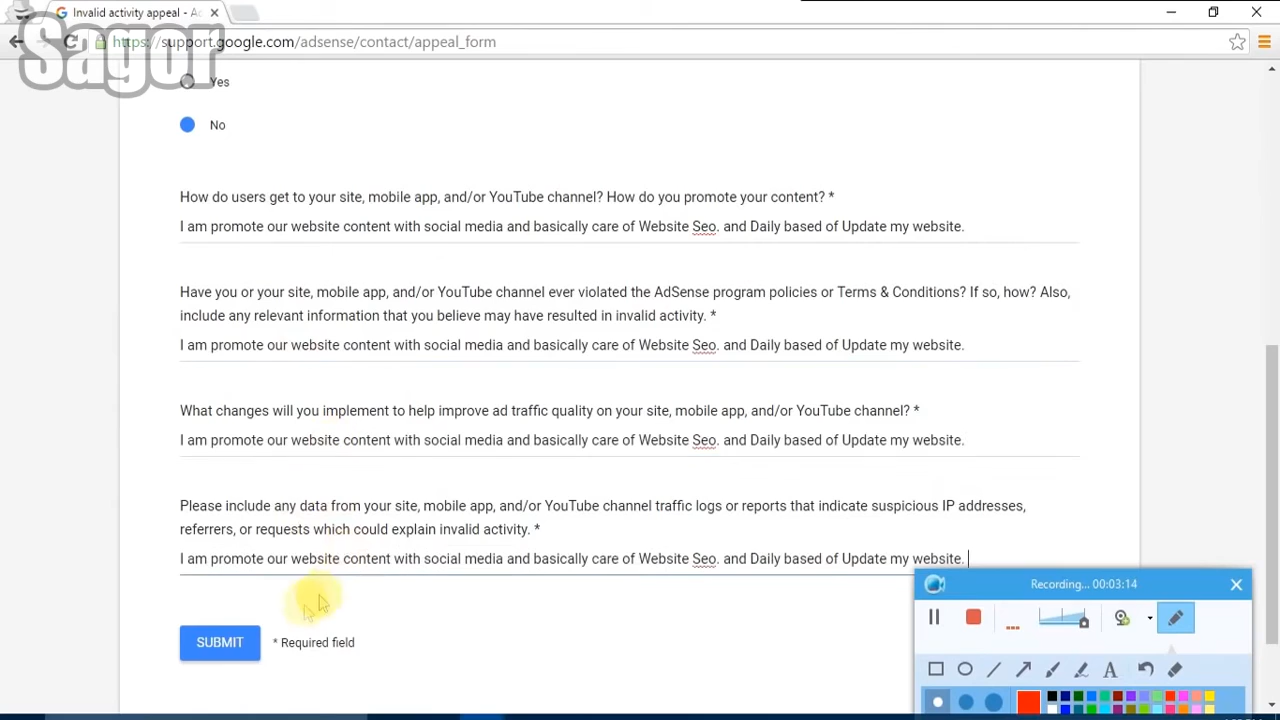 Invalid activity appeal - Ad
Sagor
https://support.google.com/adsense/contact/appeal_form
Yes
No
How do users get to your site, mobile app, and/or YouTube channel? How do you promote your content? *
I am promote our website content with social media and basically care of Website Seo. and Daily based of Update my website.
Have you or your site, mobile app, and/or YouTube channel ever violated the AdSense program policies or Terms & Conditions? If so, how? Also,
include any relevant information that you believe may have resulted in invalid activity. *
I am promote our website content with social media and basically care of Website Seo. and Daily based of Update my website.
What changes will you implement to help improve ad traffic quality on your site, mobile app, and/or YouTube channel? *
I am promote our website content with social media and basically care of Website Seo. and Daily based of Update my website.
Please include any data from your site, mobile app, and/or YouTube channel traffic logs or reports that indicate suspicious IP addresses,
referrers, or requests which could explain invalid activity. *
I am promote our website content with social media and basically care of Website Seo. and Daily based of Update my website.
Recording... 00:03:14
SUBMIT
* Required field
A